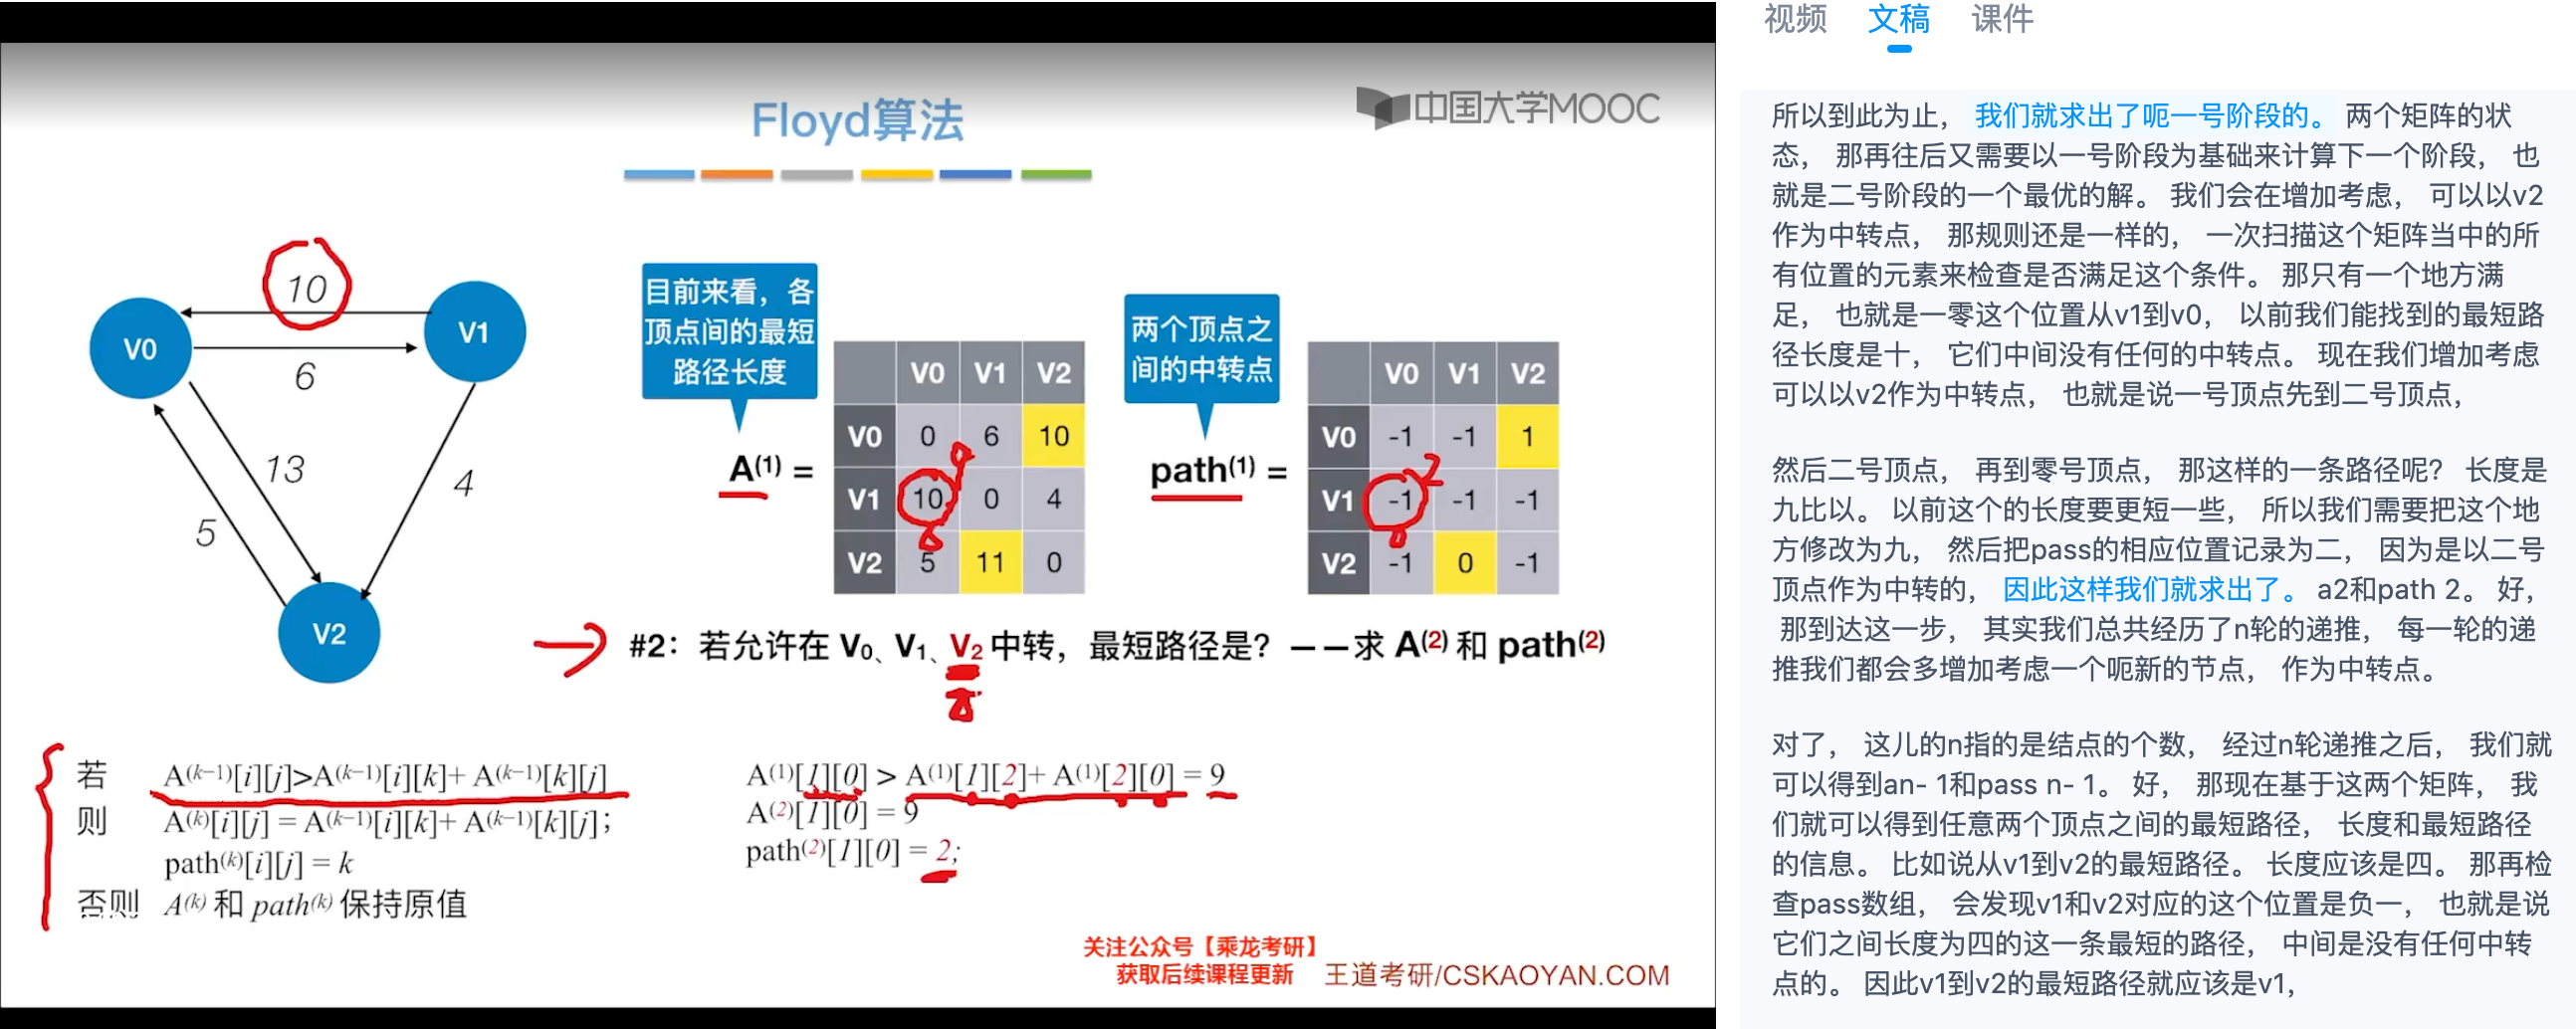 Floyd算法
中国大学MOOC
10
V0
V1
6
13
4
5
V2
目前来看，各
顶点间的最短
路径长度
A(1) =
V0 V1 V2
V0 0 6 10
V1 10 0 4
V2 5 11 0
两个顶点之
间的中转点
path(1) =
V0 V1 V2
V0 -1 -1 1
V1 -1 -1 -1
V2 -1 0 -1
2
#2：若允许在 V0、V1、V2 中转，最短路径是？——求 A(2) 和 path(2)
若 A(k−1)[i][j]>A(k−1)[i][k]+ A(k−1)[k][j]
则 A(k)[i][j] = A(k−1)[i][k]+ A(k−1)[k][j];
path(k)[i][j] = k
否则 A(k) 和 path(k) 保持原值
A(1)[1][0] > A(1)[1][2]+ A(1)[2][0] = 9
A(2)[1][0] = 9
path(2)[1][0] = 2;
关注公众号【乘龙考研】
获取后续课程更新
王道考研/CSKAOYAN.COM
视频 文稿 课件
所以到此为止， 我们就求出了呃一号阶段的。 两个矩阵的状
态， 那再往后又需要以一号阶段为基础来计算下一个阶段， 也
就是二号阶段的一个最优的解。 我们会在增加考虑， 可以以v2
作为中转点， 那规则还是一样的， 一次扫描这个矩阵当中的所
有位置的元素来检查是否满足这个条件。 那只有一个地方满
足， 也就是一零这个位置从v1到v0， 以前我们能找到的最短路
径长度是十， 它们中间没有任何的中转点。 现在我们增加考虑
可以以v2作为中转点， 也就是说一号顶点先到二号顶点，
然后二号顶点， 再到零号顶点， 那这样的一条路径呢？ 长度是
九比以。 以前这个的长度要更短一些， 所以我们需要把这个地
方修改为九， 然后把pass的相应位置记录为二， 因为是以二号
顶点作为中转的， 因此这样我们就求出了。 a2和path 2。 好，
那到达这一步， 其实我们总共经历了n轮的递推， 每一轮的递
推我们都会多增加考虑一个呃新的节点， 作为中转点。
对了， 这儿的n指的是结点的个数， 经过n轮递推之后， 我们就
可以得到an- 1和pass n- 1。 好， 那现在基于这两个矩阵， 我
们就可以得到任意两个顶点之间的最短路径， 长度和最短路径
的信息。 比如说从v1到v2的最短路径。 长度应该是四。 那再检
查pass数组， 会发现v1和v2对应的这个位置是负一， 也就是说
它们之间长度为四的这一条最短的路径， 中间是没有任何中转
点的。 因此v1到v2的最短路径就应该是v1，